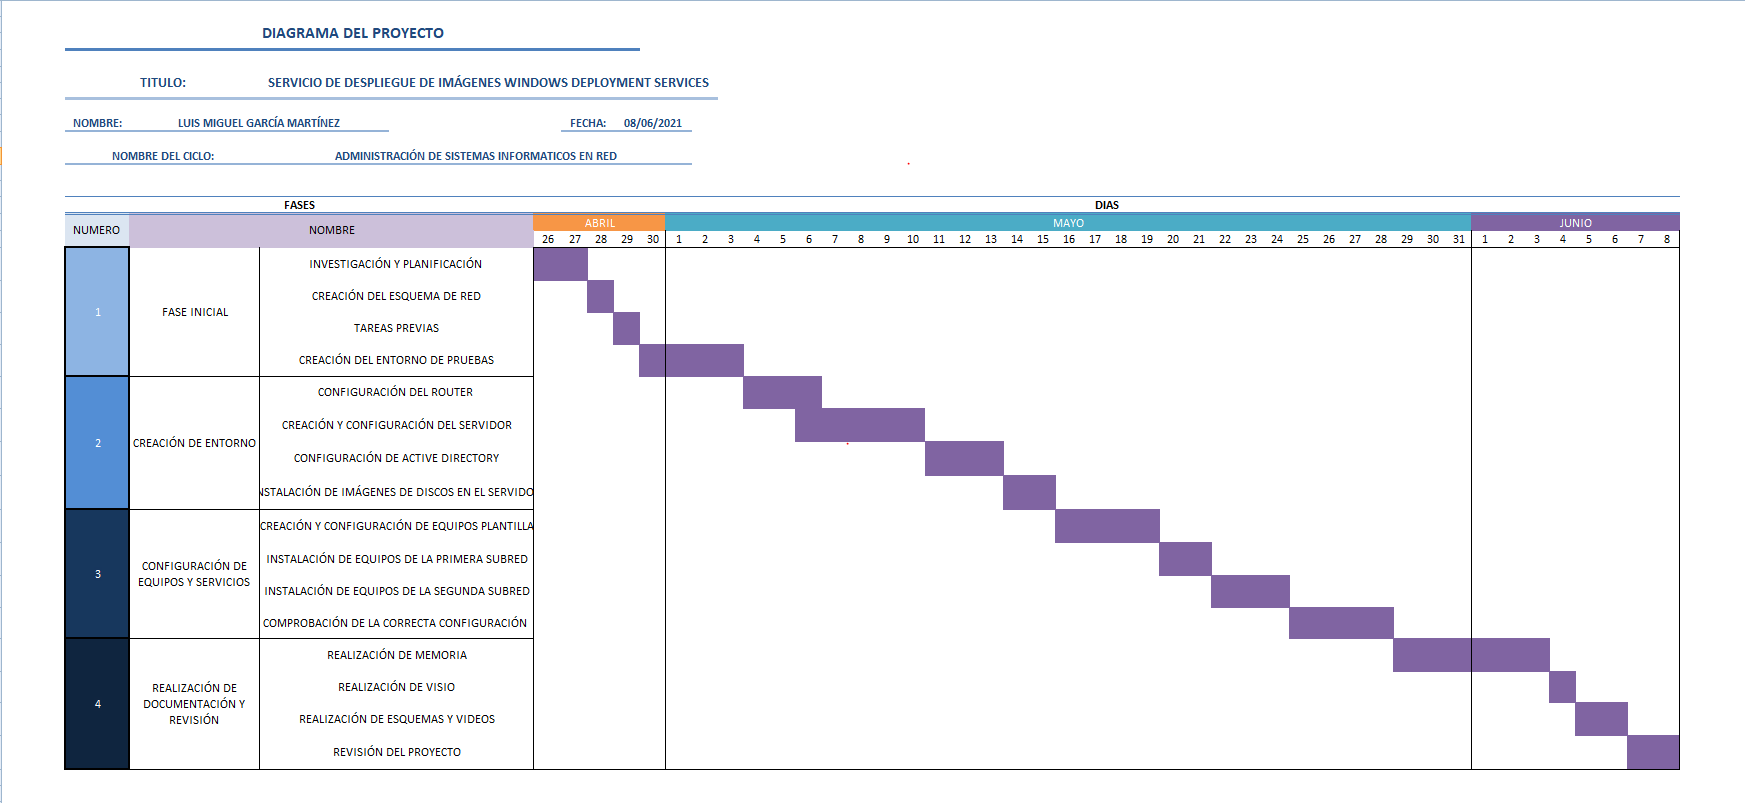 DIAGRAMA DEL PROYECTO
TITULO: SERVICIO DE DESPLIEGUE DE IMÁGENES WINDOWS DEPLOYMENT SERVICES
NOMBRE: LUIS MIGUEL GARCÍA MARTÍNEZ FECHA: 08/06/2021
NOMBRE DEL CICLO: ADMINISTRACIÓN DE SISTEMAS INFORMATICOS EN RED
FASES DIAS
NUMERO NOMBRE ABRIL MAYO JUNIO
26 27 28 29 30 1 2 3 4 5 6 7 8 9 10 11 12 13 14 15 16 17 18 19 20 21 22 23 24 25 26 27 28 29 30 31 1 2 3 4 5 6 7 8
1
FASE INICIAL
INVESTIGACIÓN Y PLANIFICACIÓN
CREACIÓN DEL ESQUEMA DE RED
TAREAS PREVIAS
CREACIÓN DEL ENTORNO DE PRUEBAS
2
CREACIÓN DE ENTORNO
CONFIGURACIÓN DEL ROUTER
CREACIÓN Y CONFIGURACIÓN DEL SERVIDOR
CONFIGURACIÓN DE ACTIVE DIRECTORY
NSTALACIÓN DE IMÁGENES DE DISCOS EN EL SERVIDO
3
CONFIGURACIÓN DE
EQUIPOS Y SERVICIOS
CREACIÓN Y CONFIGURACIÓN DE EQUIPOS PLANTILLA
INSTALACIÓN DE EQUIPOS DE LA PRIMERA SUBRED
INSTALACIÓN DE EQUIPOS DE LA SEGUNDA SUBRED
COMPROBACIÓN DE LA CORRECTA CONFIGURACIÓN
4
REALIZACIÓN DE
DOCUMENTACIÓN Y
REVISIÓN
REALIZACIÓN DE MEMORIA
REALIZACIÓN DE VISIO
REALIZACIÓN DE ESQUEMAS Y VIDEOS
REVISIÓN DEL PROYECTO